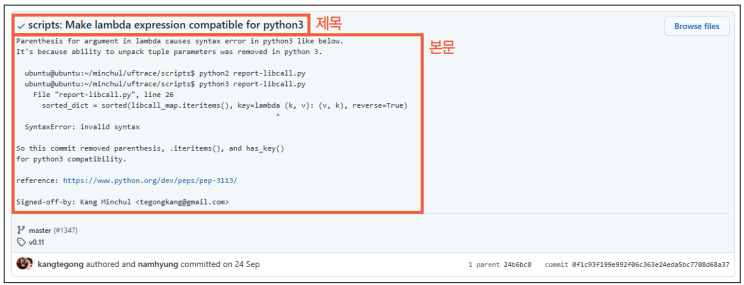 ✓ scripts: Make lambda expression compatible for python3 제목
Browse files
본문
Parenthesis for argument in lambda causes syntax error in python3 like below.
It's because ability to unpack tuple parameters was removed in python 3.
ubuntu@ubuntu:~/minchul/uftrace/scripts$ python2 report-libcall.py
ubuntu@ubuntu:~/minchul/uftrace/scripts$ python3 report-libcall.py
File "report-libcall.py", line 26
sorted_dict = sorted(libcall_map.iteritems(), key=lambda (k, v): (v, k), reverse=True)
^
SyntaxError: invalid syntax
So this commit removed parenthesis, .iteritems(), and has_key()
for python3 compatibility.
reference: https://www.python.org/dev/peps/pep-3113/
Signed-off-by: Kang Minchul <tegongkang@gmail.com>
master (#1347)
v0.11
kangtegong authored and namhyung committed on 24 Sep
1 parent 24b6bc0 commit 0f1c93f199e992f06c363e24eda5bc7708d68a37